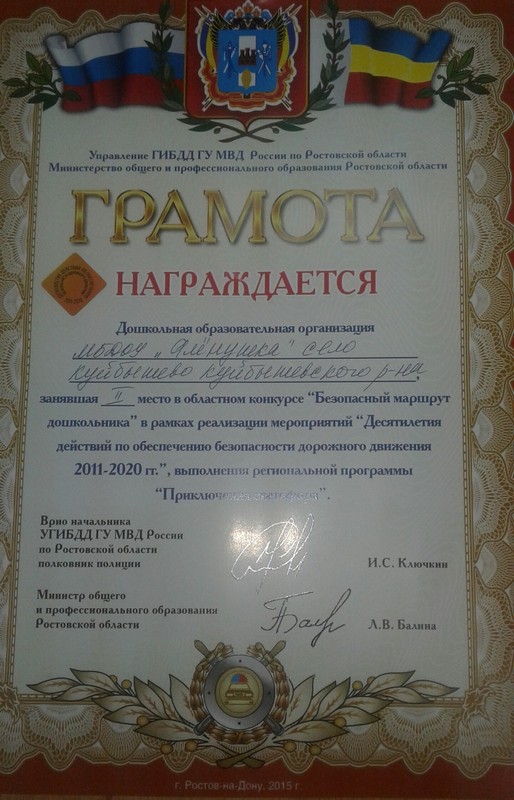 Управление ГИБДД ГУ МВД России по Ростовской области
Министерство общего и профессионального образования Ростовской области
ГРАМОТА
НАГРАЖДАЕТСЯ
Дошкольная образовательная организация
МБДОУ "Алёнушка" село
Куйбышево Куйбышевского р-на,
занявшая II место в областном конкурсе "Безопасный маршрут
дошкольника" в рамках реализации мероприятий "Десятилетия
действий по обеспечению безопасности дорожного движения
2011-2020 гг.", выполнения региональной программы
"Приключения светофора".
Врио начальника
УГИБДД ГУ МВД России
по Ростовской области
полковник полиции
И.С. Ключкин
Министр общего
и профессионального образования
Ростовской области
Л.В. Балина
г. Ростов-на-Дону, 2015 г.